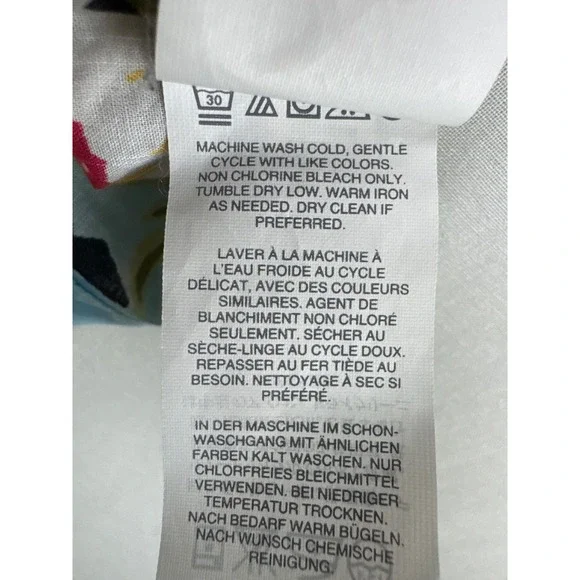 30
MACHINE WASH COLD, GENTLE
CYCLE WITH LIKE COLORS.
NON CHLORINE BLEACH ONLY.
TUMBLE DRY LOW. WARM IRON
AS NEEDED. DRY CLEAN IF
PREFERRED.
LAVER À LA MACHINE À
L'EAU FROIDE AU CYCLE
DÉLICAT, AVEC DES COULEURS
SIMILAIRES. AGENT DE
BLANCHIMENT NON CHLORÉ
SEULEMENT. SÉCHER AU
SÈCHE-LINGE AU CYCLE DOUX.
REPASSER AU FER TIÈDE AU
BESOIN. NETTOYAGE À SEC SI
PRÉFÉRÉ.
IN DER MASCHINE IM SCHON-
WASCHGANG MIT ÄHNLICHEN
FARBEN KALT WASCHEN. NUR
CHLORFREIES BLEICHMITTEL
VERWENDEN. BEI NIEDRIGER
TEMPERATUR TROCKNEN.
NACH BEDARF WARM BÜGELN.
NACH WUNSCH CHEMISCHE
REINIGUNG.